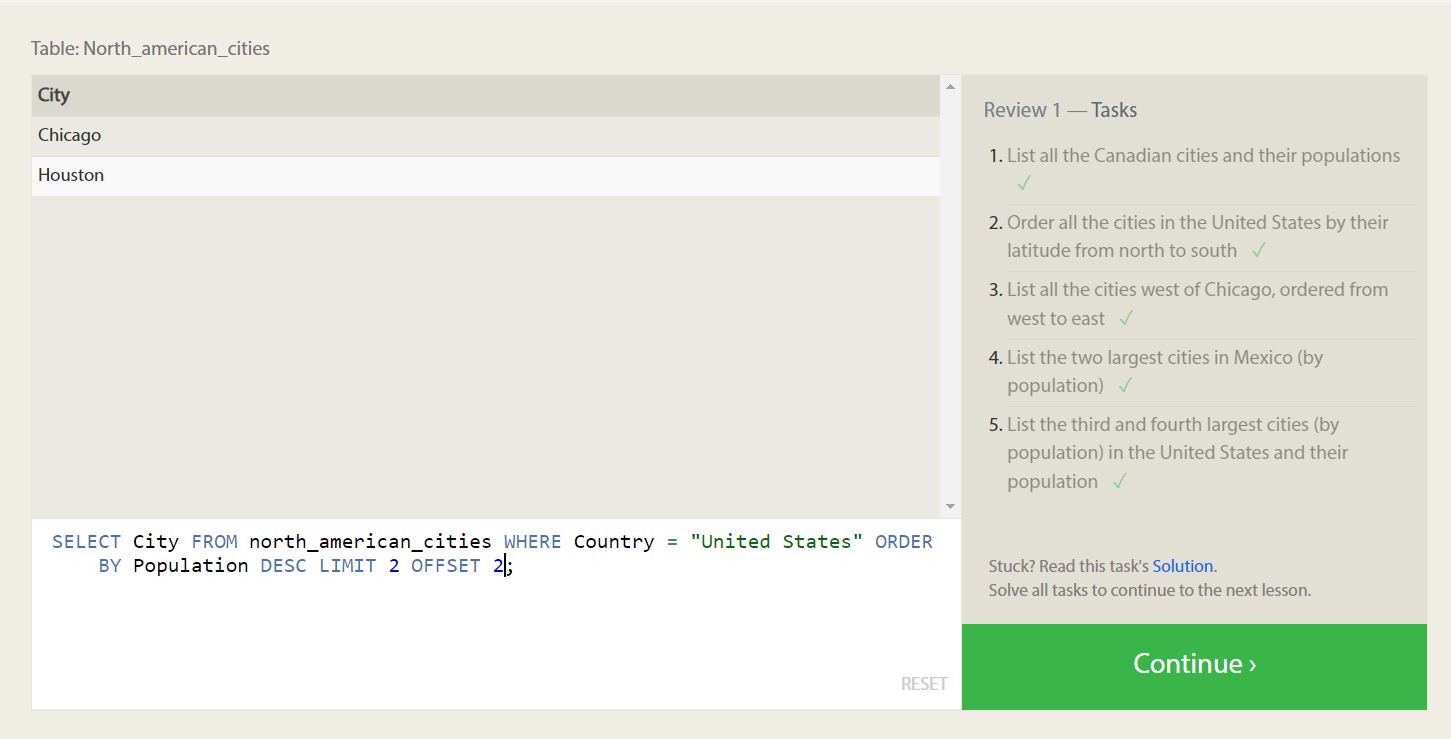 Table: North_american_cities
City
Chicago
Houston
SELECT City FROM north_american_cities WHERE Country = "United States" ORDER
BY Population DESC LIMIT 2 OFFSET 2;
RESET
Review 1 — Tasks
1. List all the Canadian cities and their populations
✓
2. Order all the cities in the United States by their
latitude from north to south ✓
3. List all the cities west of Chicago, ordered from
west to east ✓
4. List the two largest cities in Mexico (by
population) ✓
5. List the third and fourth largest cities (by
population) in the United States and their
population ✓
Stuck? Read this task's Solution.
Solve all tasks to continue to the next lesson.
Continue ›